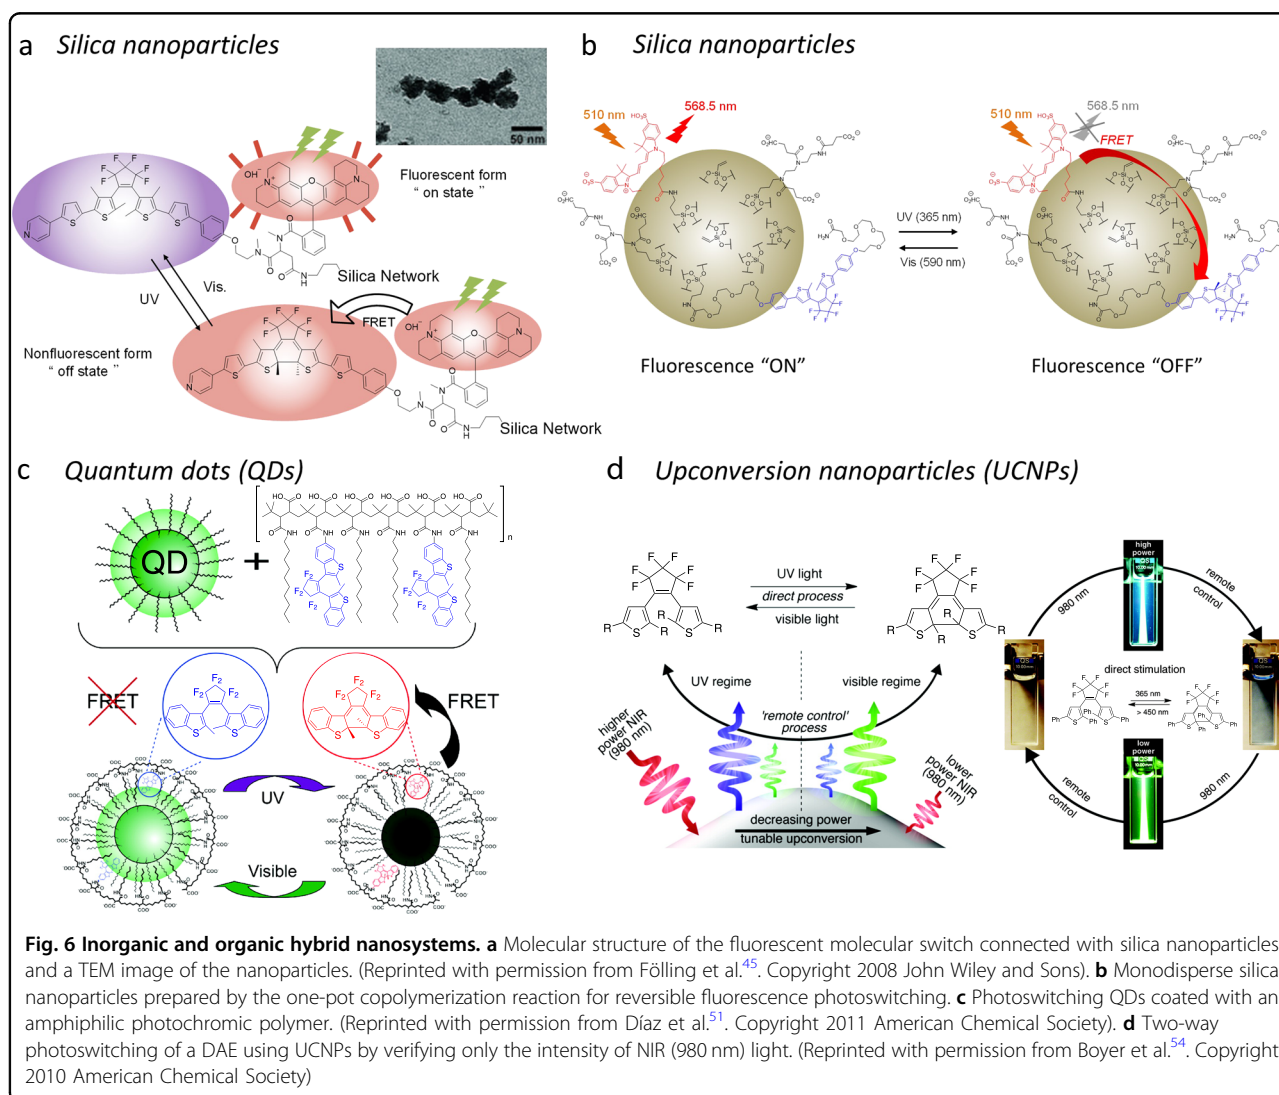 a Silica nanoparticles
50 nm
Fluorescent form
“ on state ”
OH⁻
Silica Network
UV
Vis.
FRET
OH⁻
Nonfluorescent form
“ off state ”
Silica Network
b Silica nanoparticles
510 nm
568.5 nm
Fluorescence “ON”
UV (365 nm)
Vis (590 nm)
510 nm
568.5 nm
FRET
Fluorescence “OFF”
c Quantum dots (QDs)
QD
+
n
FRET
FRET
UV
Visible
d Upconversion nanoparticles (UCNPs)
UV light
direct process
visible light
UV regime
visible regime
'remote control'
process
higher
power NIR
(980 nm)
lower
power NIR
(980 nm)
decreasing power
tunable upconversion
high
power
980 nm
remote
control
direct stimulation
365 nm
> 450 nm
low
power
remote
control
980 nm
Fig. 6 Inorganic and organic hybrid nanosystems. a Molecular structure of the fluorescent molecular switch connected with silica nanoparticles
and a TEM image of the nanoparticles. (Reprinted with permission from Fölling et al.45. Copyright 2008 John Wiley and Sons). b Monodisperse silica
nanoparticles prepared by the one-pot copolymerization reaction for reversible fluorescence photoswitching. c Photoswitching QDs coated with an
amphiphilic photochromic polymer. (Reprinted with permission from Díaz et al.51. Copyright 2011 American Chemical Society). d Two-way
photoswitching of a DAE using UCNPs by verifying only the intensity of NIR (980 nm) light. (Reprinted with permission from Boyer et al.54. Copyright
2010 American Chemical Society)